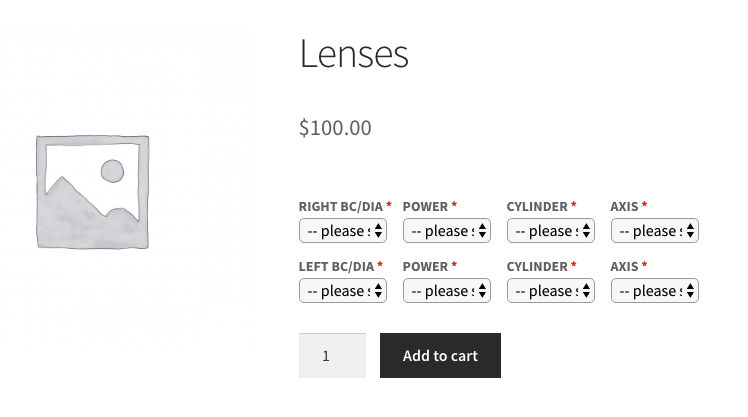 Lenses
$100.00
RIGHT BC/DIA * POWER * CYLINDER * AXIS *
-- please -- please -- please -- please
LEFT BC/DIA * POWER * CYLINDER * AXIS *
-- please -- please -- please -- please
1 Add to cart